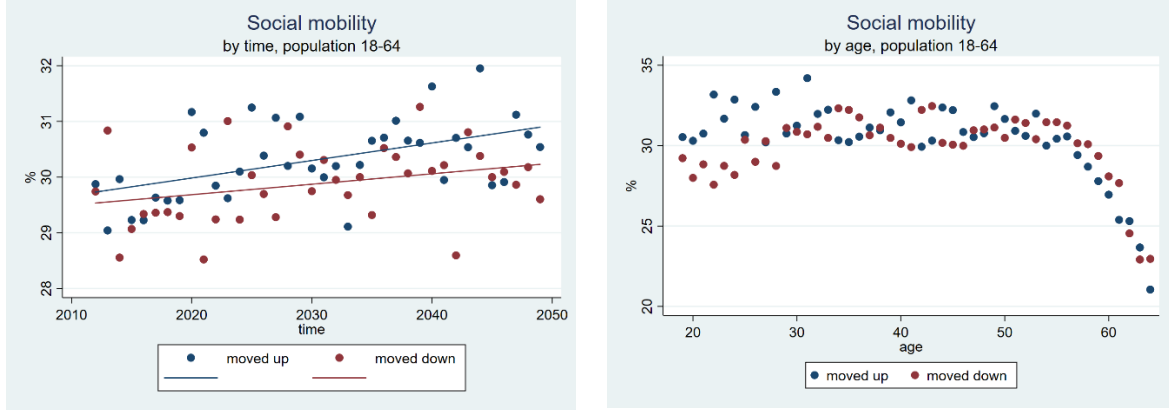 Social mobility
by time, population 18-64
32
31
30
29
28
%
2010
2020
2030
2040
2050
time
moved up
moved down
Social mobility
by age, population 18-64
35
30
25
20
%
20
30
40
50
60
age
moved up
moved down